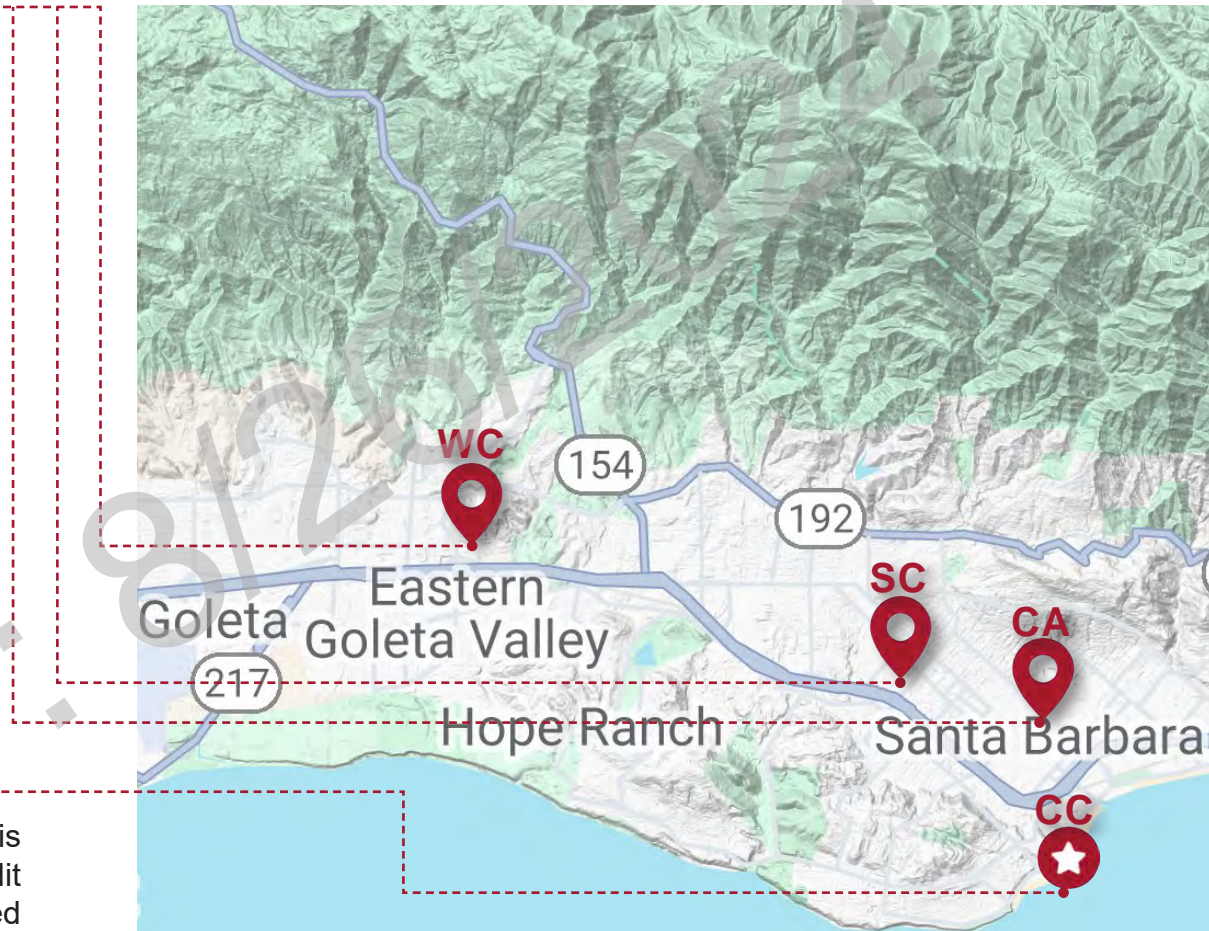 WC
154
192
SC
Eastern
Goleta
Goleta Valley
CA
217
Hope Ranch
Santa Barbara
CC
is
lit
ed